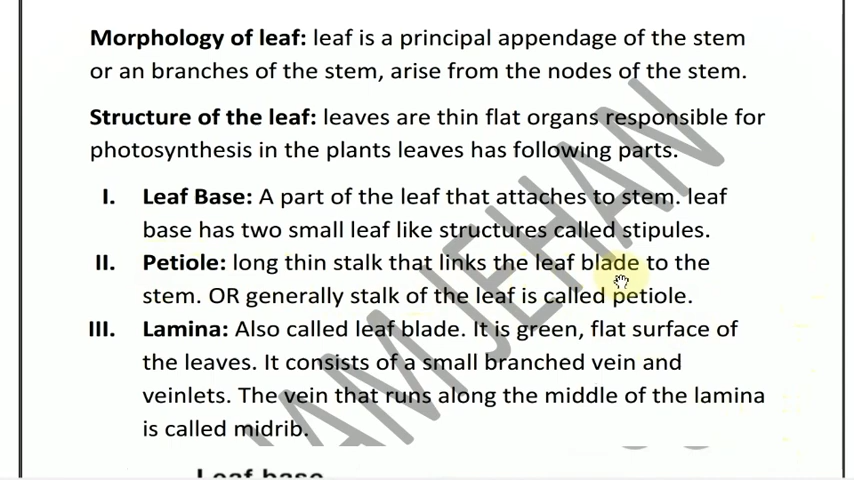 Morphology of leaf: leaf is a principal appendage of the stem
or an branches of the stem, arise from the nodes of the stem.
Structure of the leaf: leaves are thin flat organs responsible for
photosynthesis in the plants leaves has following parts.
I. Leaf Base: A part of the leaf that attaches to stem. leaf
base has two small leaf like structures called stipules.
II. Petiole: long thin stalk that links the leaf blade to the
stem. OR generally stalk of the leaf is called petiole.
III. Lamina: Also called leaf blade. It is green, flat surface of
the leaves. It consists of a small branched vein and
veinlets. The vein that runs along the middle of the lamina
is called midrib.
Leaf base
JEHAN